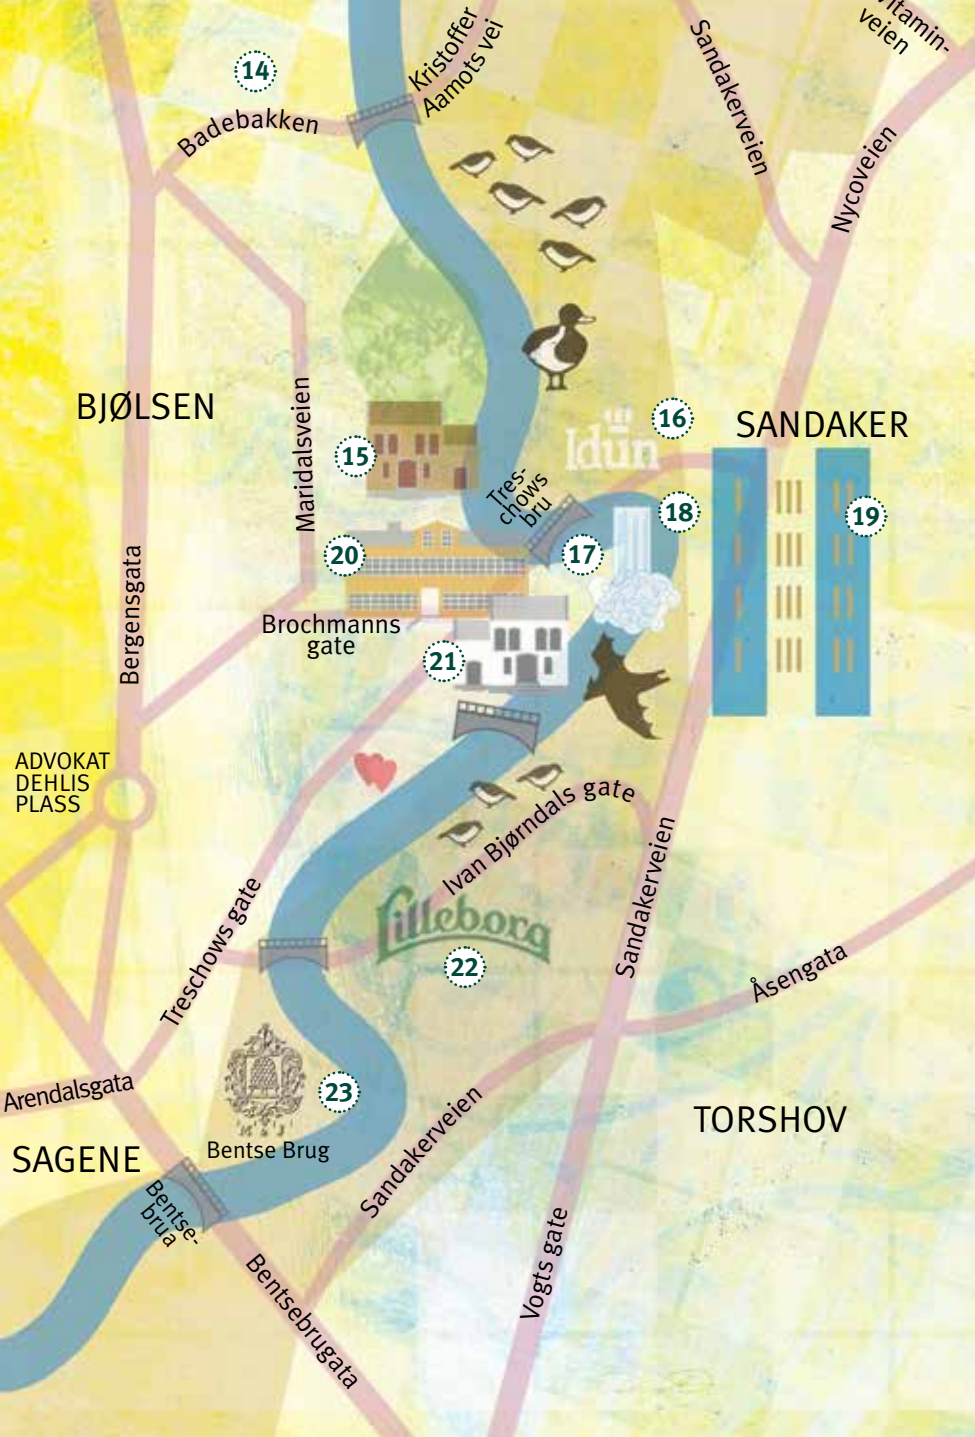 Kristoffer
Aamots vei
Sandakerveien
veien
14
Badebakken
Nycoveien
BJØLSEN
Maridalsveien
15
Idun
16
SANDAKER
Tres-
chows
bru
18
19
20
17
Bergensgata
Brochmanns
gate
21
ADVOKAT
DEHLIS
PLASS
Ivan Bjørndals gate
Sandakerveien
Treschows gate
Lilleborg
22
Åsengata
Arendalsgata
23
Bentse Brug
SAGENE
Bentse-
brua
Sandakerveien
TORSHOV
Vogts gate
Bentsebrugata